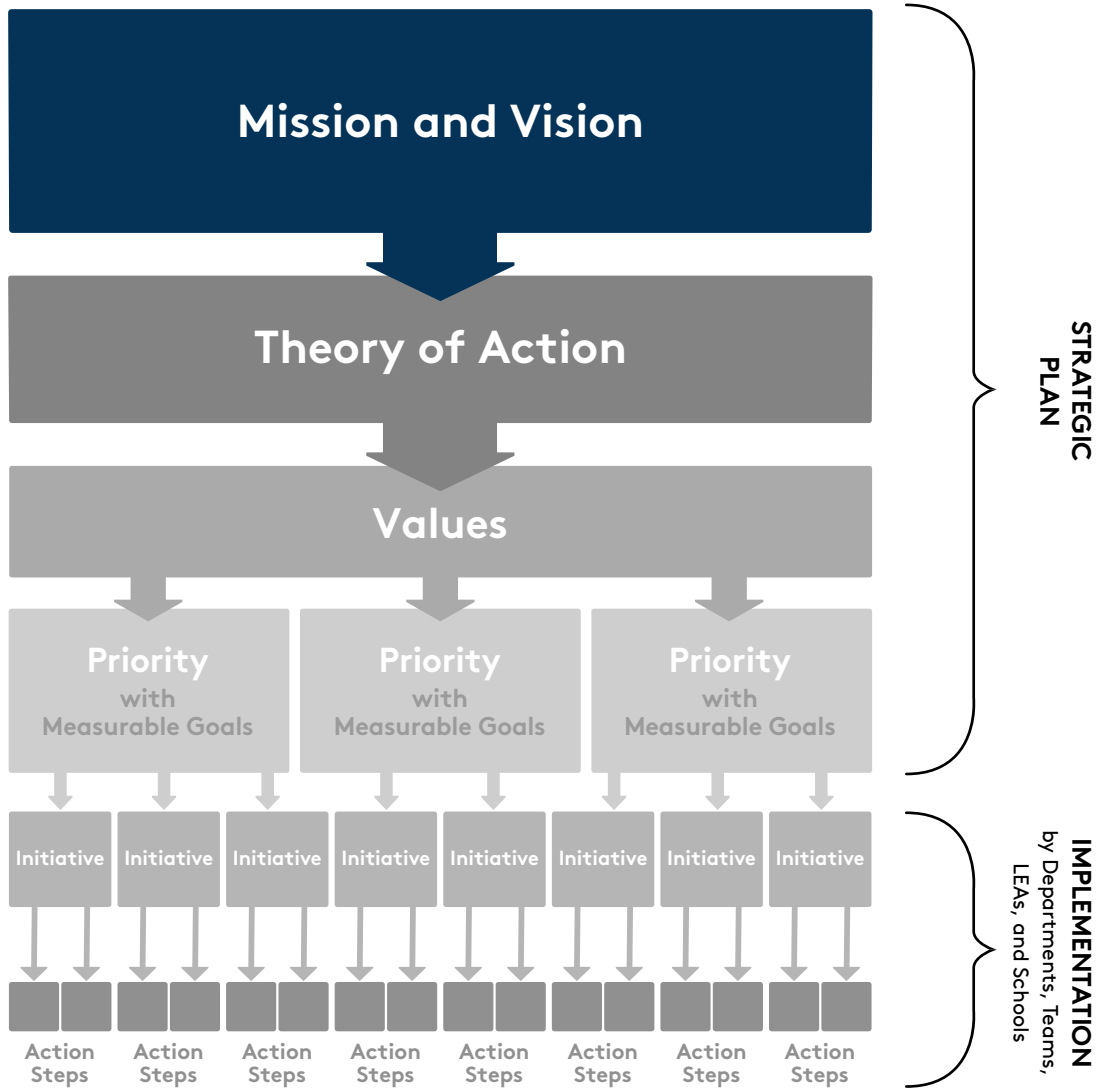 Mission and Vision
Theory of Action
Values
Priority
with
Measurable Goals
Priority
with
Measurable Goals
Priority
with
Measurable Goals
Initiative
Initiative
Initiative
Initiative
Initiative
Initiative
Initiative
Initiative
Action
Steps
Action
Steps
Action
Steps
Action
Steps
Action
Steps
Action
Steps
Action
Steps
Action
Steps
STRATEGIC
PLAN
IMPLEMENTATION
by Departments, Teams,
LEAs, and Schools